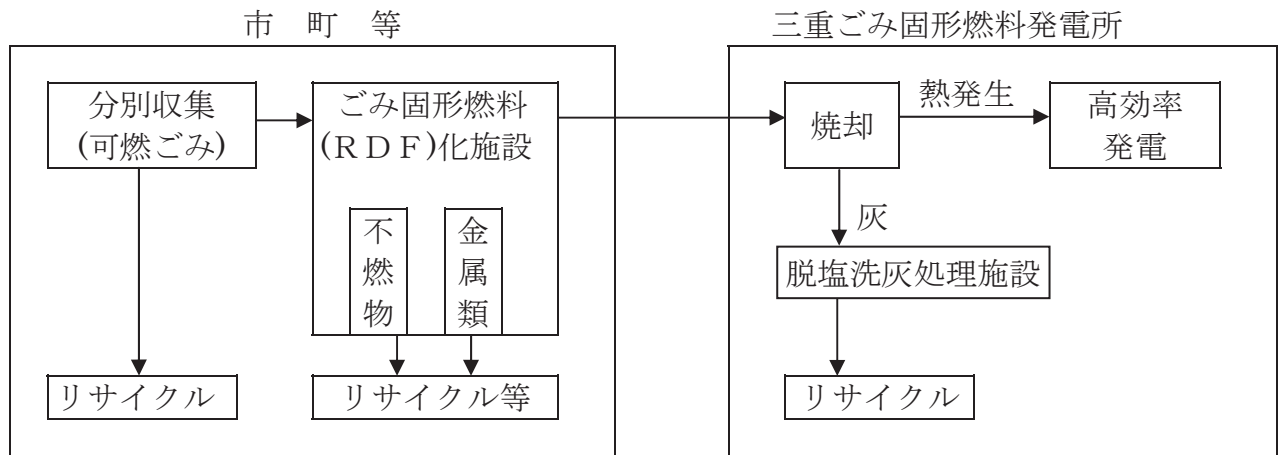 市 町 等
三重ごみ固形燃料発電所
分別収集
(可燃ごみ)
ごみ固形燃料
(ＲＤＦ)化施設
不燃物
金属類
リサイクル
リサイクル等
焼却
熱発生
高効率
発電
灰
脱塩洗灰処理施設
リサイクル